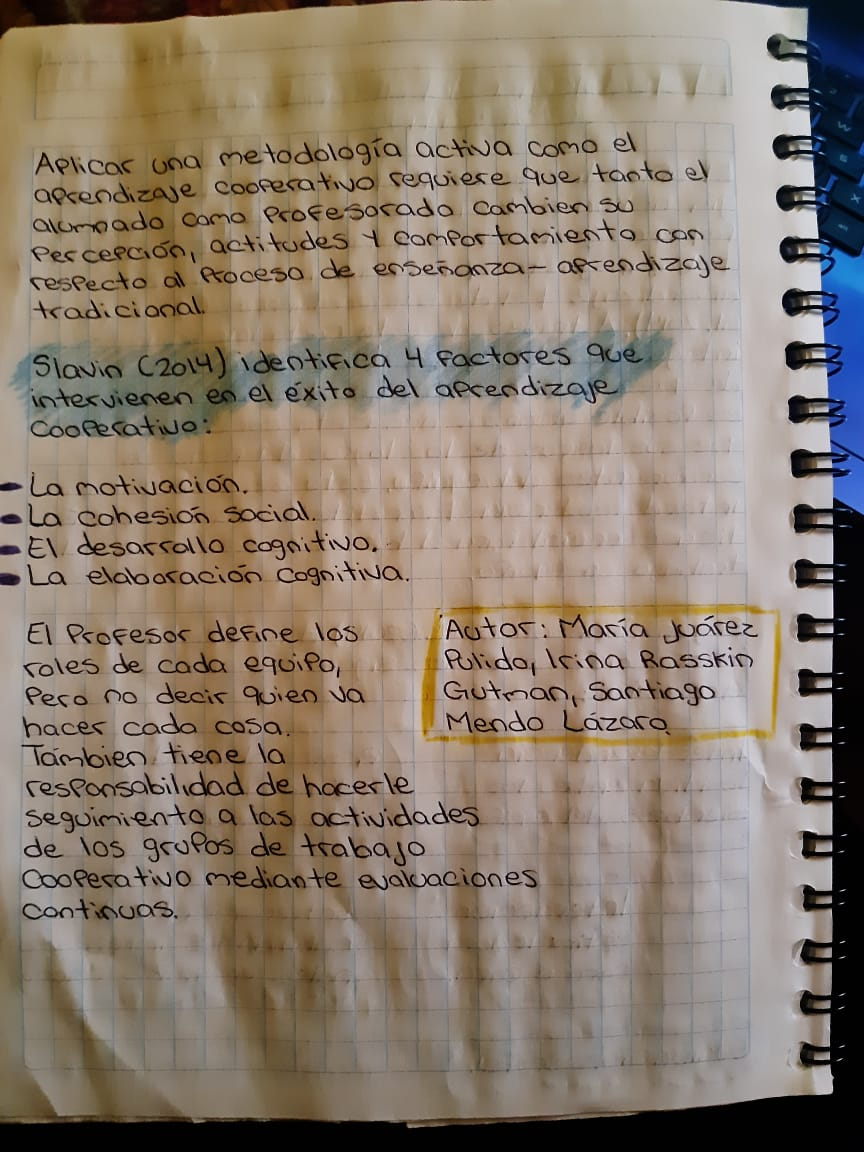 Aplicar una metodología activa como el
aprendizaje cooperativo requiere que tanto el
alumnado como profesorado cambien su
percepción, actitudes y comportamiento con
respecto al proceso de enseñanza- aprendizaje
tradicional.
Slavin (2014) identifica 4 factores que
intervienen en el éxito del aprendizaje
Cooperativo:
- La motivación.
- La cohesión social.
- El desarrollo cognitivo.
- La elaboración cognitiva.
El Profesor define los
roles de cada equipo,
Pero no decir quien va
hacer cada cosa.
Tambien tiene la
responsabilidad de hacerle
seguimiento a las actividades
de los grupos de trabajo
Cooperativo mediante evaluaciones
continuas.
Autor: María Juárez
Pulido, Irina Rasskin
Gutman, Santiago
Mendo Lázaro